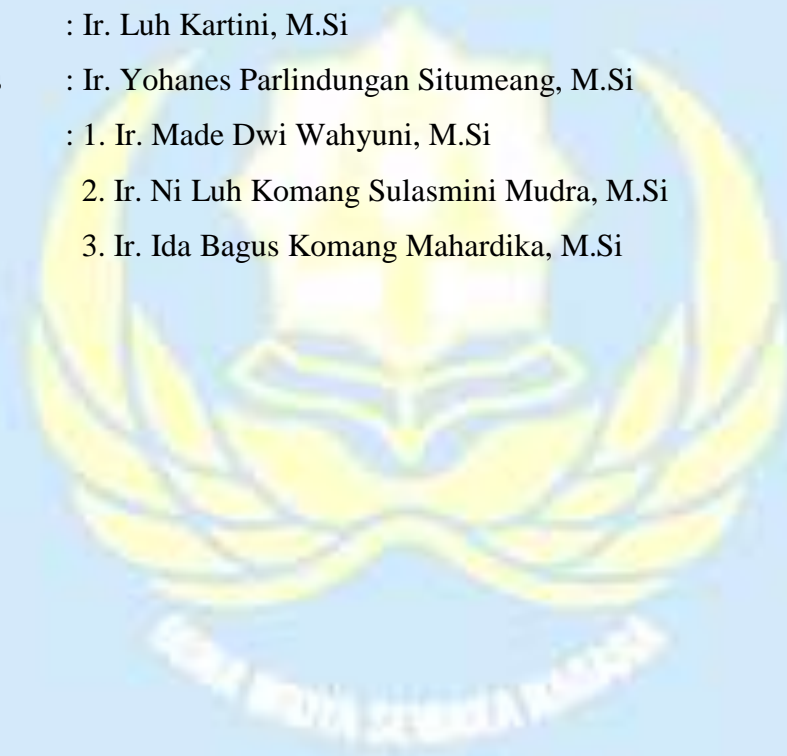 : Ir. Luh Kartini, M.Si
: Ir. Yohanes Parlindungan Situmeang, M.Si
: 1. Ir. Made Dwi Wahyuni, M.Si
2. Ir. Ni Luh Komang Sulasmini Mudra, M.Si
3. Ir. Ida Bagus Komang Mahardika, M.Si